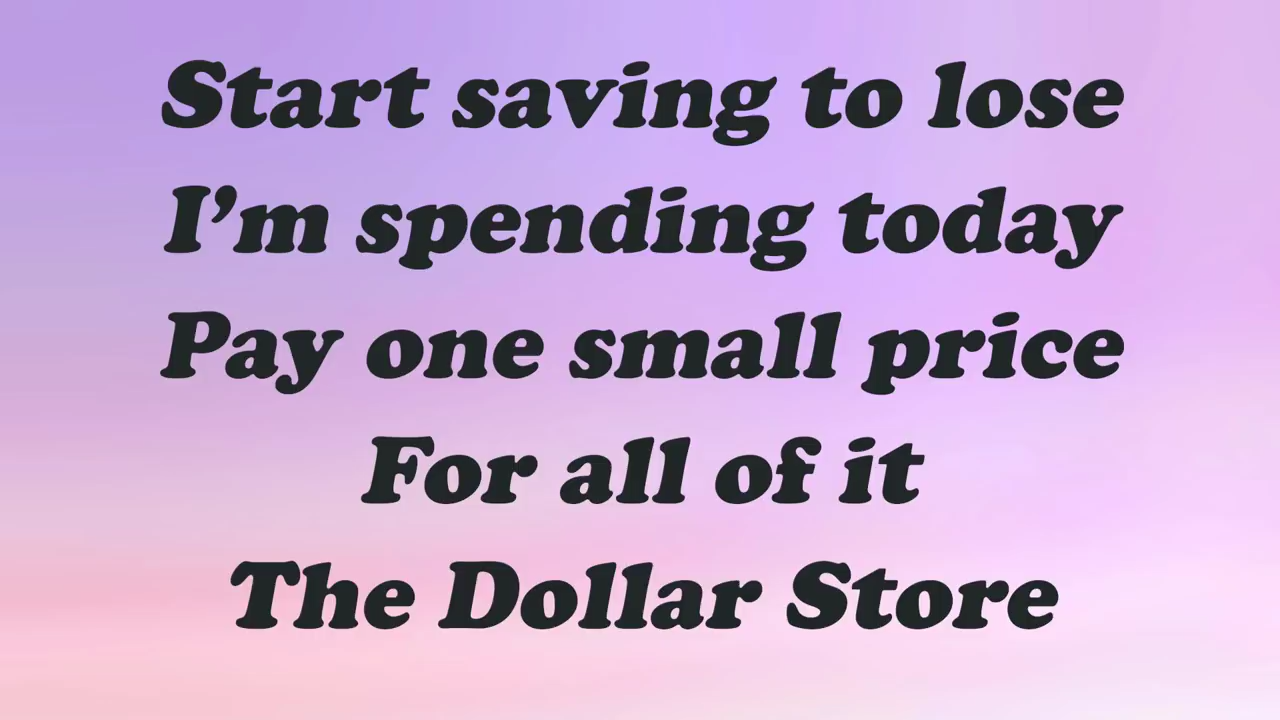 Start saving to lose
I’m spending today
Pay one small price
For all of it
The Dollar Store